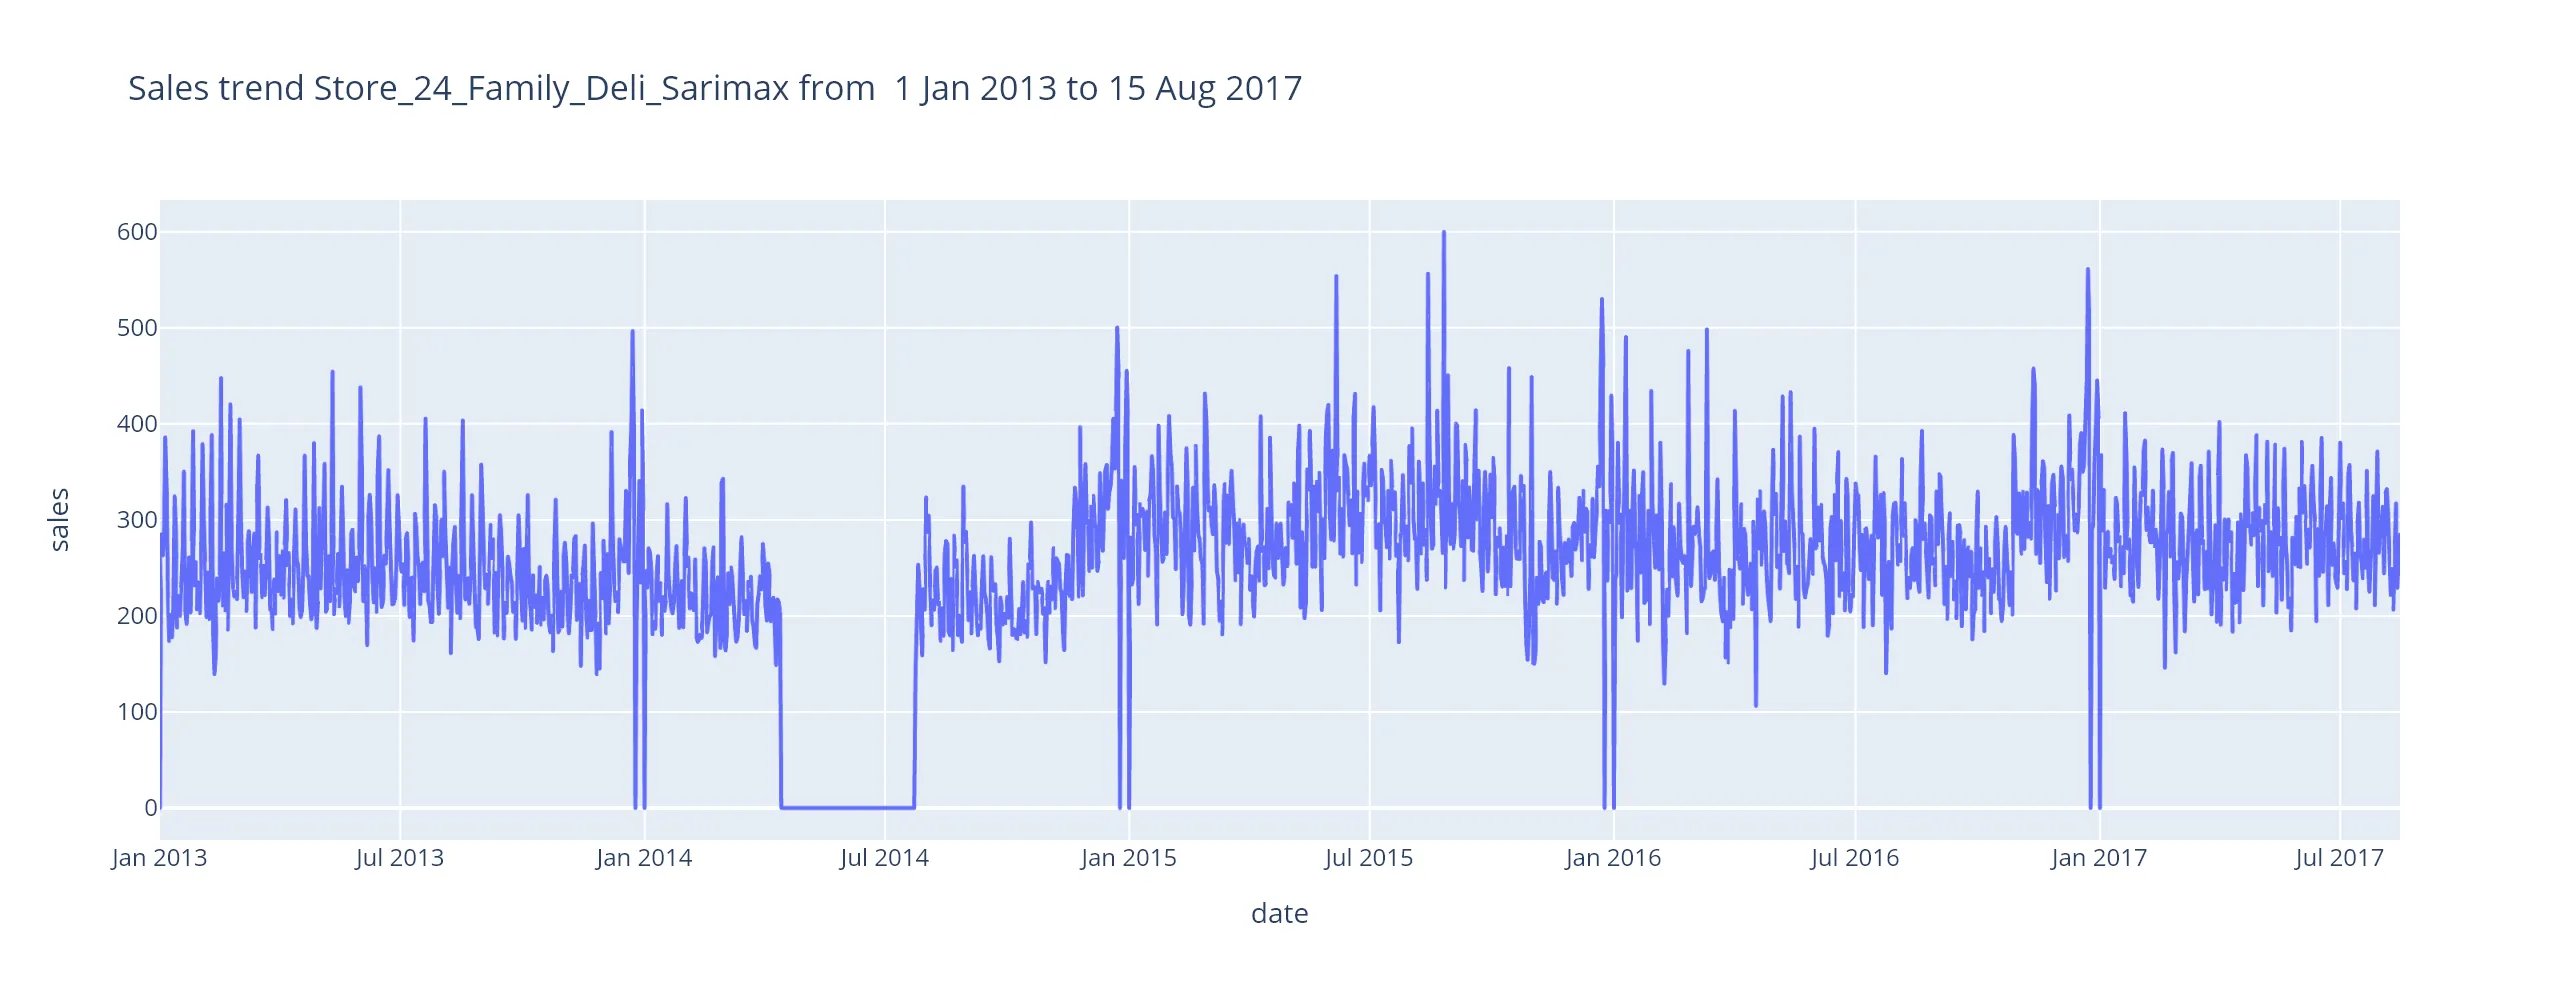 Sales trend Store_24_Family_Deli_Sarimax from  1 Jan 2013 to 15 Aug 2017
600
500
400
300
200
100
0
sales
Jan 2013 Jul 2013 Jan 2014 Jul 2014 Jan 2015 Jul 2015 Jan 2016 Jul 2016 Jan 2017 Jul 2017
date